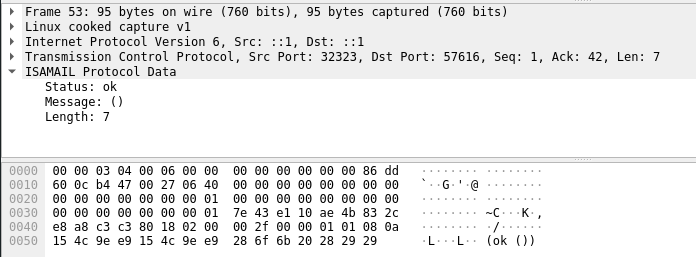 Frame 53: 95 bytes on wire (760 bits), 95 bytes captured (760 bits)
Linux cooked capture v1
Internet Protocol Version 6, Src: ::1, Dst: ::1
Transmission Control Protocol, Src Port: 32323, Dst Port: 57616, Seq: 1, Ack: 42, Len: 7
ISAMAIL Protocol Data
Status: ok
Message: ()
Length: 7
0000 00 00 03 04 00 06 00 00 00 00 00 00 00 00 86 dd ········ ········
0010 60 0c b4 47 00 27 06 40 00 00 00 00 00 00 00 00 `··G·'·@ ········
0020 00 00 00 00 00 00 00 01 00 00 00 00 00 00 00 00 ········ ········
0030 00 00 00 00 00 00 00 01 7e 43 e1 10 ae 4b 83 2c ········ ~C···K·,
0040 e8 a8 c3 c3 80 18 02 00 00 2f 00 00 01 01 08 0a ········ ·/······
0050 15 4c 9e e9 15 4c 9e e9 28 6f 6b 20 28 29 29 ·L···L·· (ok ())